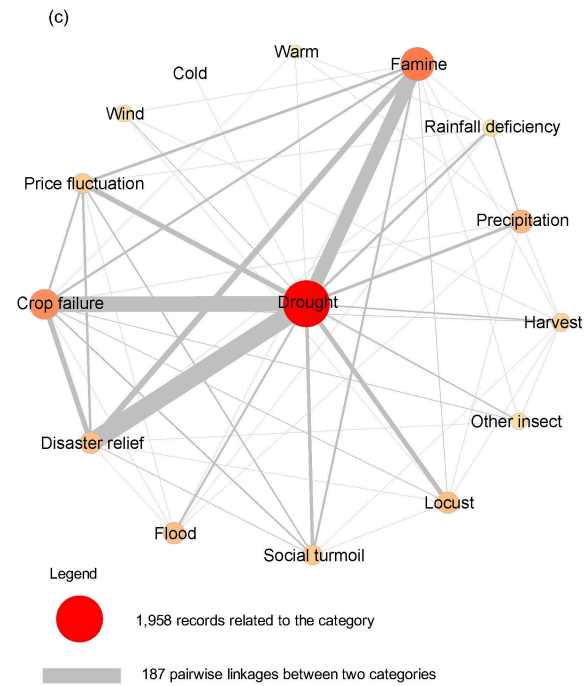 (c)
Warm
Famine
Cold
Wind
Rainfall deficiency
Price fluctuation
Precipitation
Crop failure
Drought
Harvest
Other insect
Disaster relief
Locust
Flood
Social turmoil
Legend
1,958 records related to the category
187 pairwise linkages between two categories